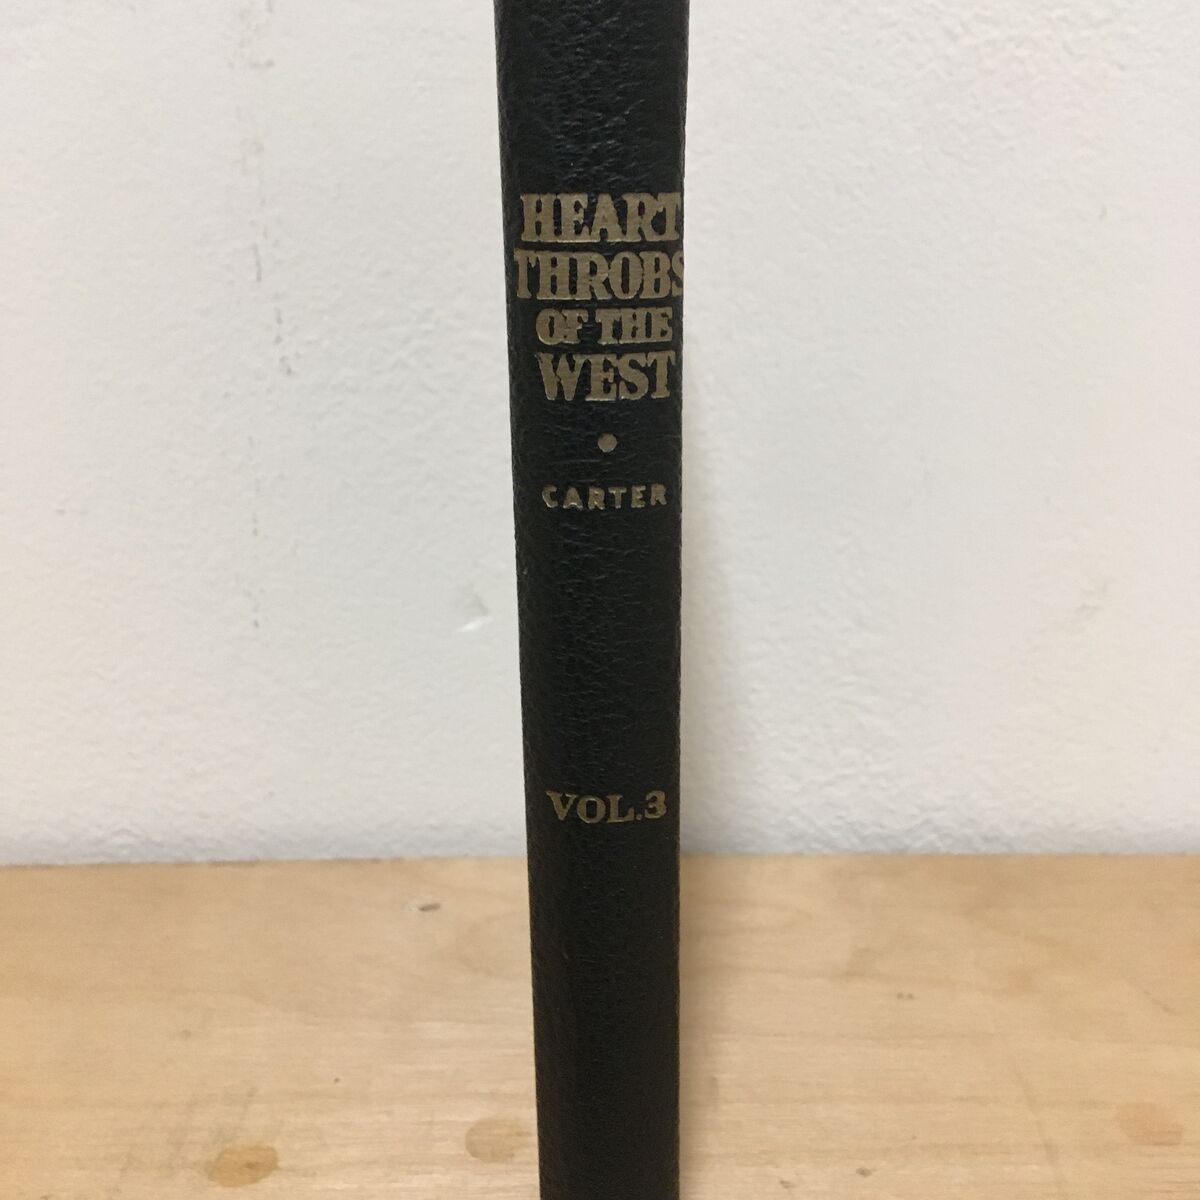 HEART
THROBS
OF THE
WEST
•
CARTER
VOL.3